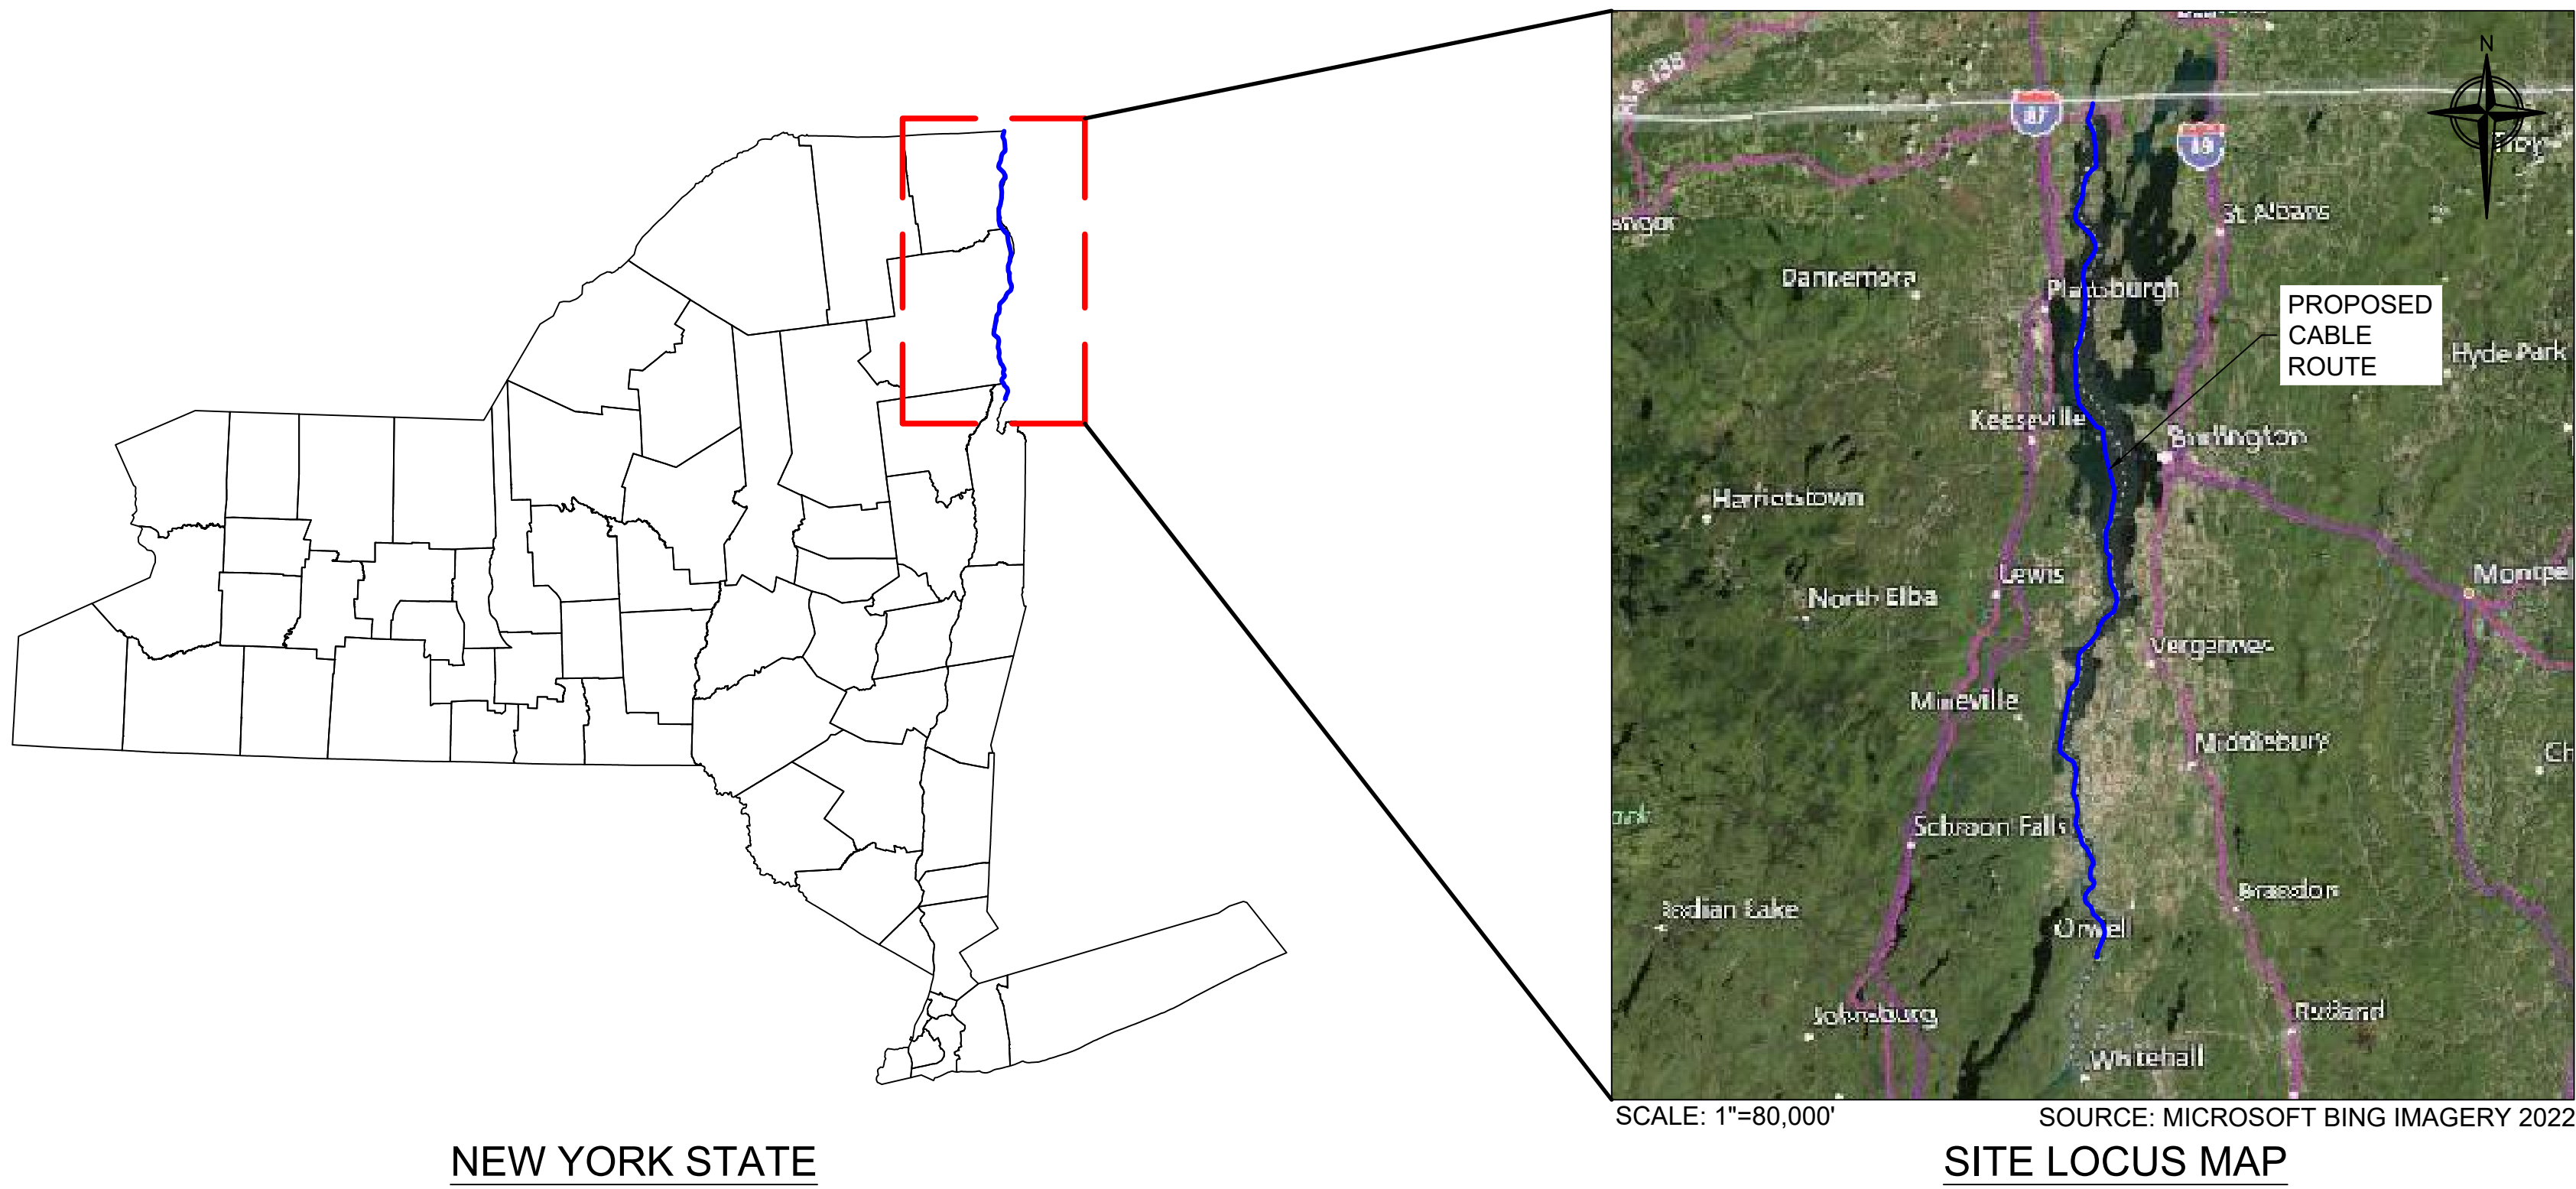 N
87
89
St Albans
Dannemora
Plattsburgh
PROPOSED
CABLE
ROUTE
Hyde Park
Keeseville
Burlington
Harrietstown
Lewis
Montpel
North Elba
Vergennes
Mineville
Middlebury
Ch
Schroon Falls
Brandon
Indian Lake
Orwell
Johnsburg
Rutland
Whitehall
SCALE: 1"=80,000'
SOURCE: MICROSOFT BING IMAGERY 2022
NEW YORK STATE
SITE LOCUS MAP